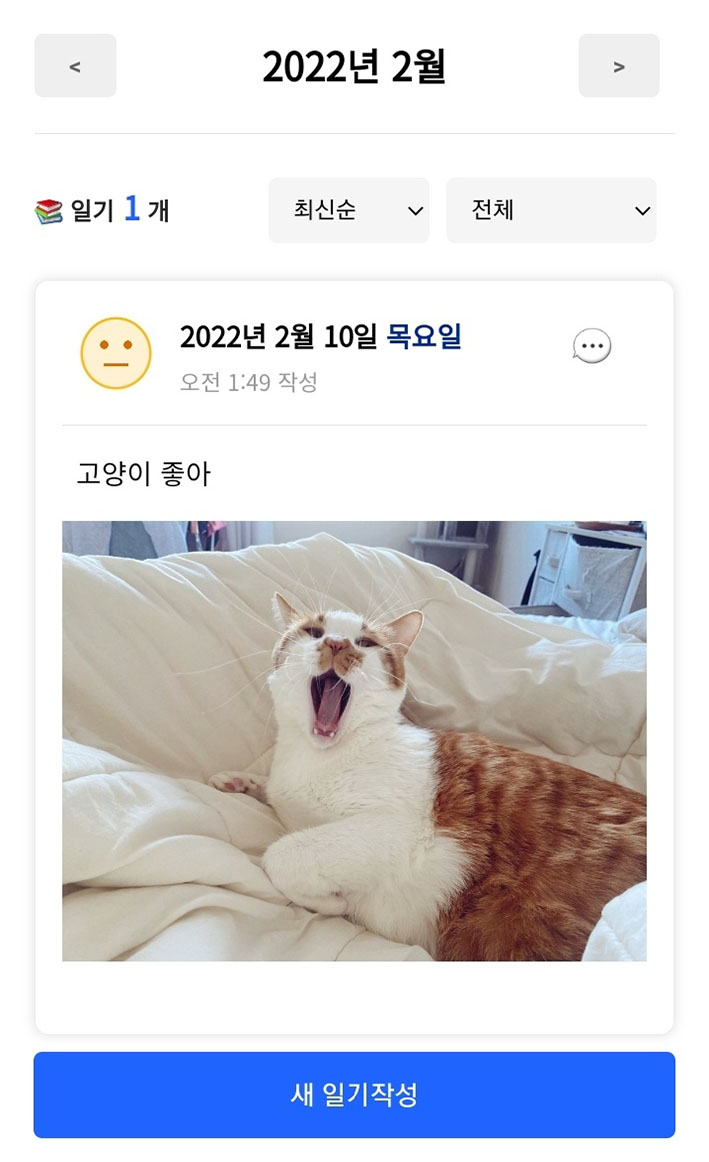 <
2022년 2월
>
📚 일기 1 개
최신순
전체
2022년 2월 10일 목요일
오전 1:49 작성
고양이 좋아
새 일기작성